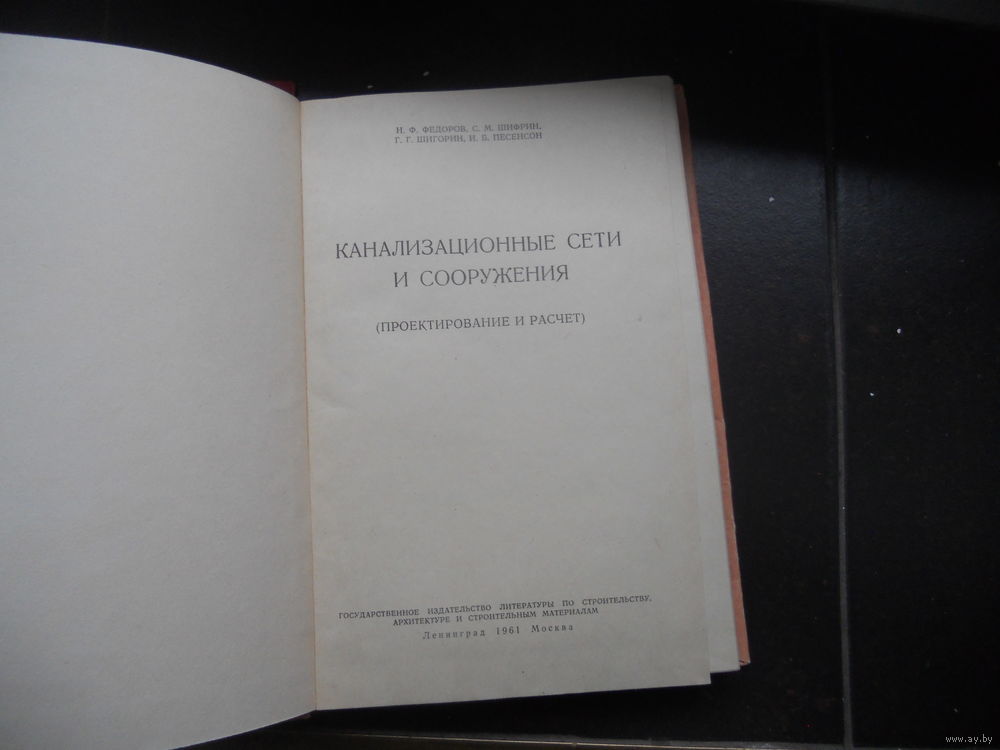 Н. Ф. ФЕДОРОВ, С. М. ШИФРИН,
Г. Г. ШИГОРИН, И. Б. ПЕСЕНСОН
КАНАЛИЗАЦИОННЫЕ СЕТИ
И СООРУЖЕНИЯ
(ПРОЕКТИРОВАНИЕ И РАСЧЕТ)
ГОСУДАРСТВЕННОЕ ИЗДАТЕЛЬСТВО ЛИТЕРАТУРЫ ПО СТРОИТЕЛЬСТВУ,
АРХИТЕКТУРЕ И СТРОИТЕЛЬНЫМ МАТЕРИАЛАМ
Ленинград 1961 Москва
www.ay.by